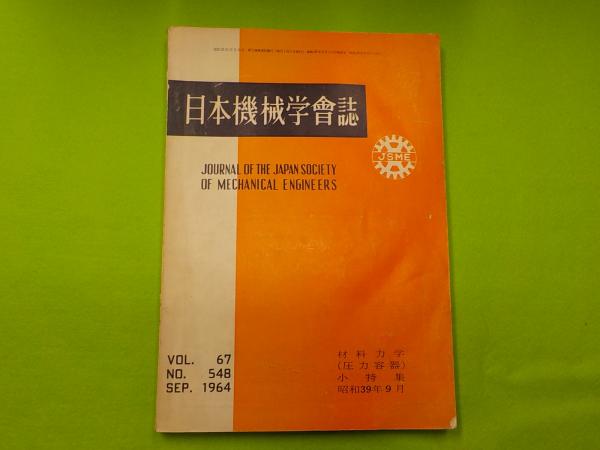 日本機械学會誌
JOURNAL OF THE JAPAN SOCIETY
OF MECHANICAL ENGINEERS
JSME
VOL. 67
NO. 548
SEP. 1964
材料力学
(圧力容器)
小特集
昭和39年9月